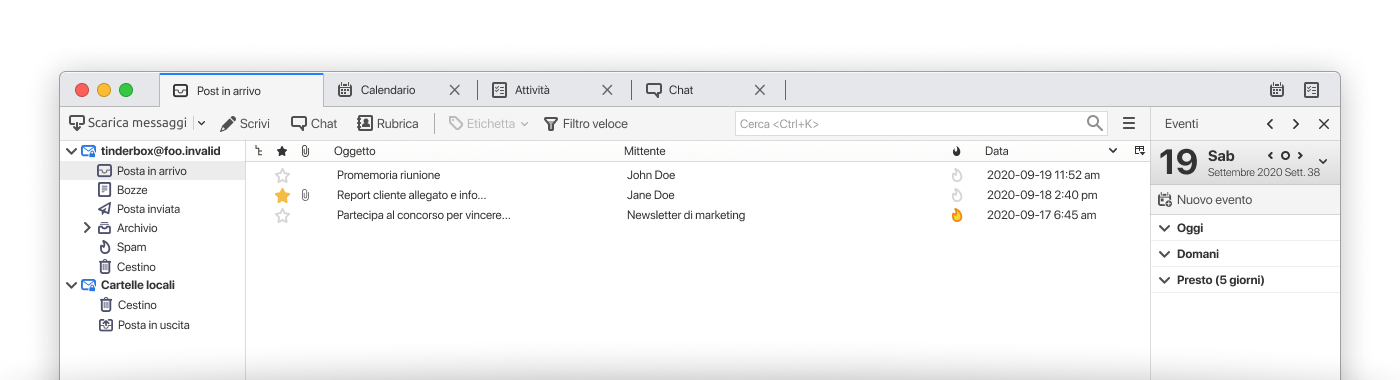 Post in arrivo
Calendario
Attività
Chat
Scarica messaggi
Scrivi
Chat
Rubrica
Etichetta
Filtro veloce
Cerca <Ctrl+K>
Eventi
tinderbox@foo.invalid
Posta in arrivo
Bozze
Posta inviata
Archivio
Spam
Cestino
Cartelle locali
Cestino
Posta in uscita
Oggetto Mittente Data
Promemoria riunione John Doe 2020-09-19 11:52 am
Report cliente allegato e info... Jane Doe 2020-09-18 2:40 pm
Partecipa al concorso per vincere... Newsletter di marketing 2020-09-17 6:45 am
19 Sab
Settembre 2020 Sett. 38
Nuovo evento
Oggi
Domani
Presto (5 giorni)